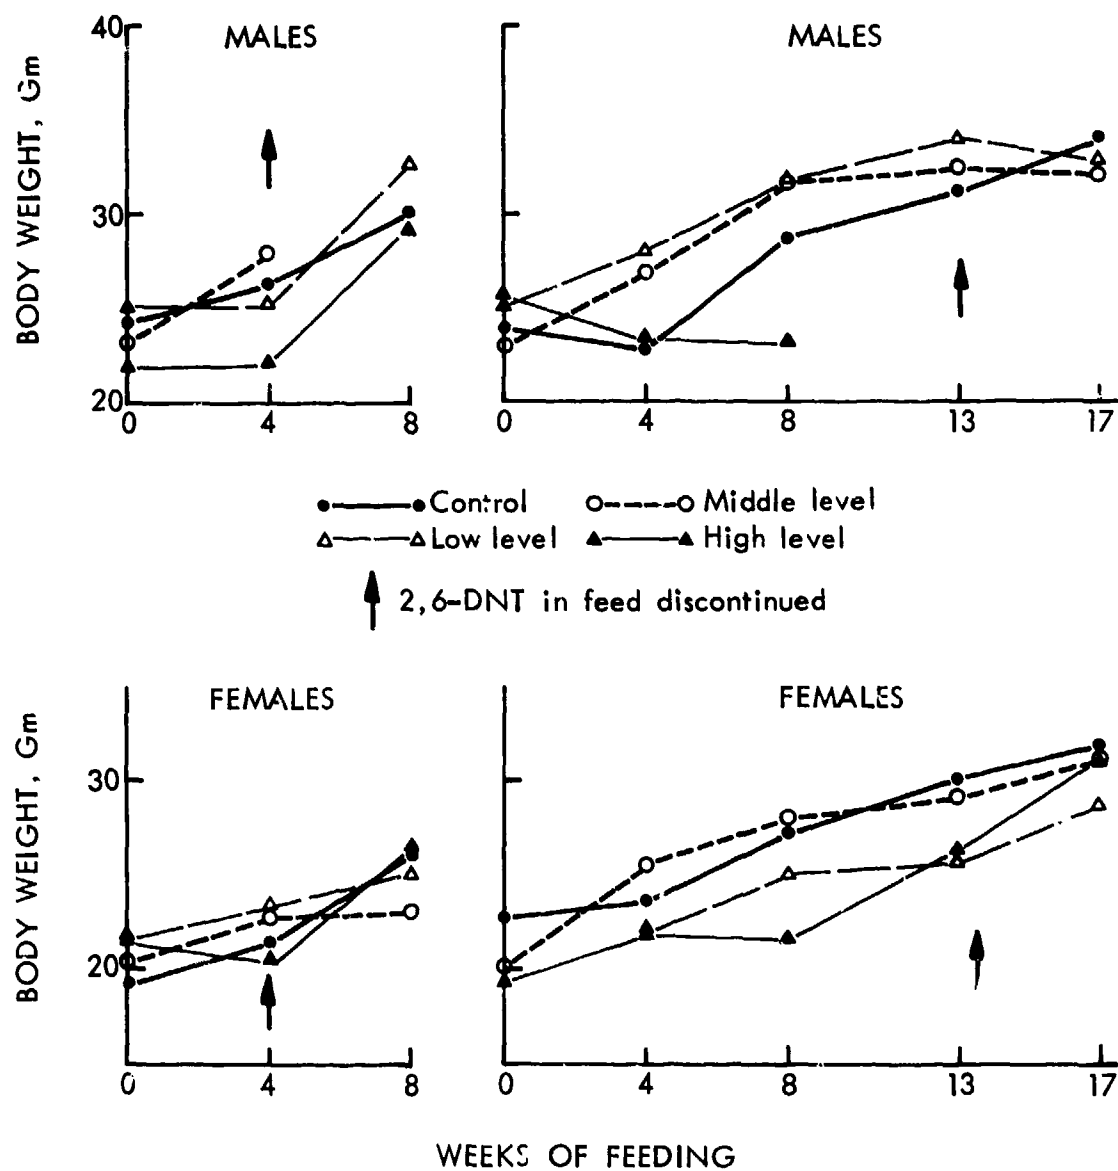 MALES
MALES
BODY WEIGHT, Gm
40
30
20
0 4 8
0 4 8 13 17
Control
Middle level
Low level
High level
2,6-DNT in feed discontinued
FEMALES
FEMALES
BODY WEIGHT, Gm
30
20
0 4 8
0 4 8 13 17
WEEKS OF FEEDING